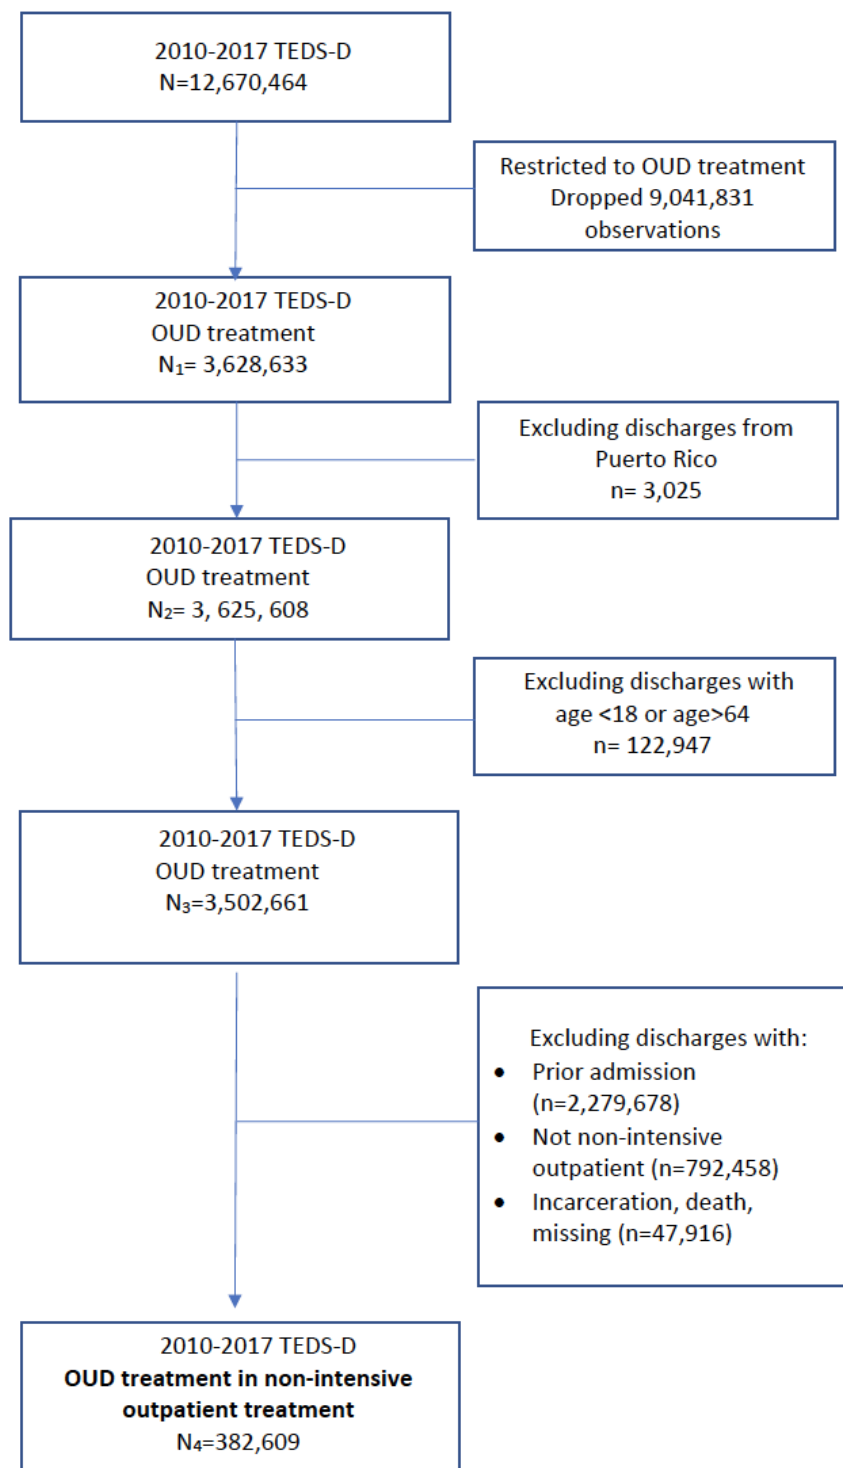 2010-2017 TEDS-D
N=12,670,464
Restricted to OUD treatment
Dropped 9,041,831
observations
2010-2017 TEDS-D
OUD treatment
N₁= 3,628,633
Excluding discharges from
Puerto Rico
n= 3,025
2010-2017 TEDS-D
OUD treatment
N₂= 3, 625, 608
Excluding discharges with
age <18 or age>64
n= 122,947
2010-2017 TEDS-D
OUD treatment
N₃=3,502,661
Excluding discharges with:
• Prior admission
(n=2,279,678)
• Not non-intensive
outpatient (n=792,458)
• Incarceration, death,
missing (n=47,916)
2010-2017 TEDS-D
OUD treatment in non-intensive
outpatient treatment
N₄=382,609